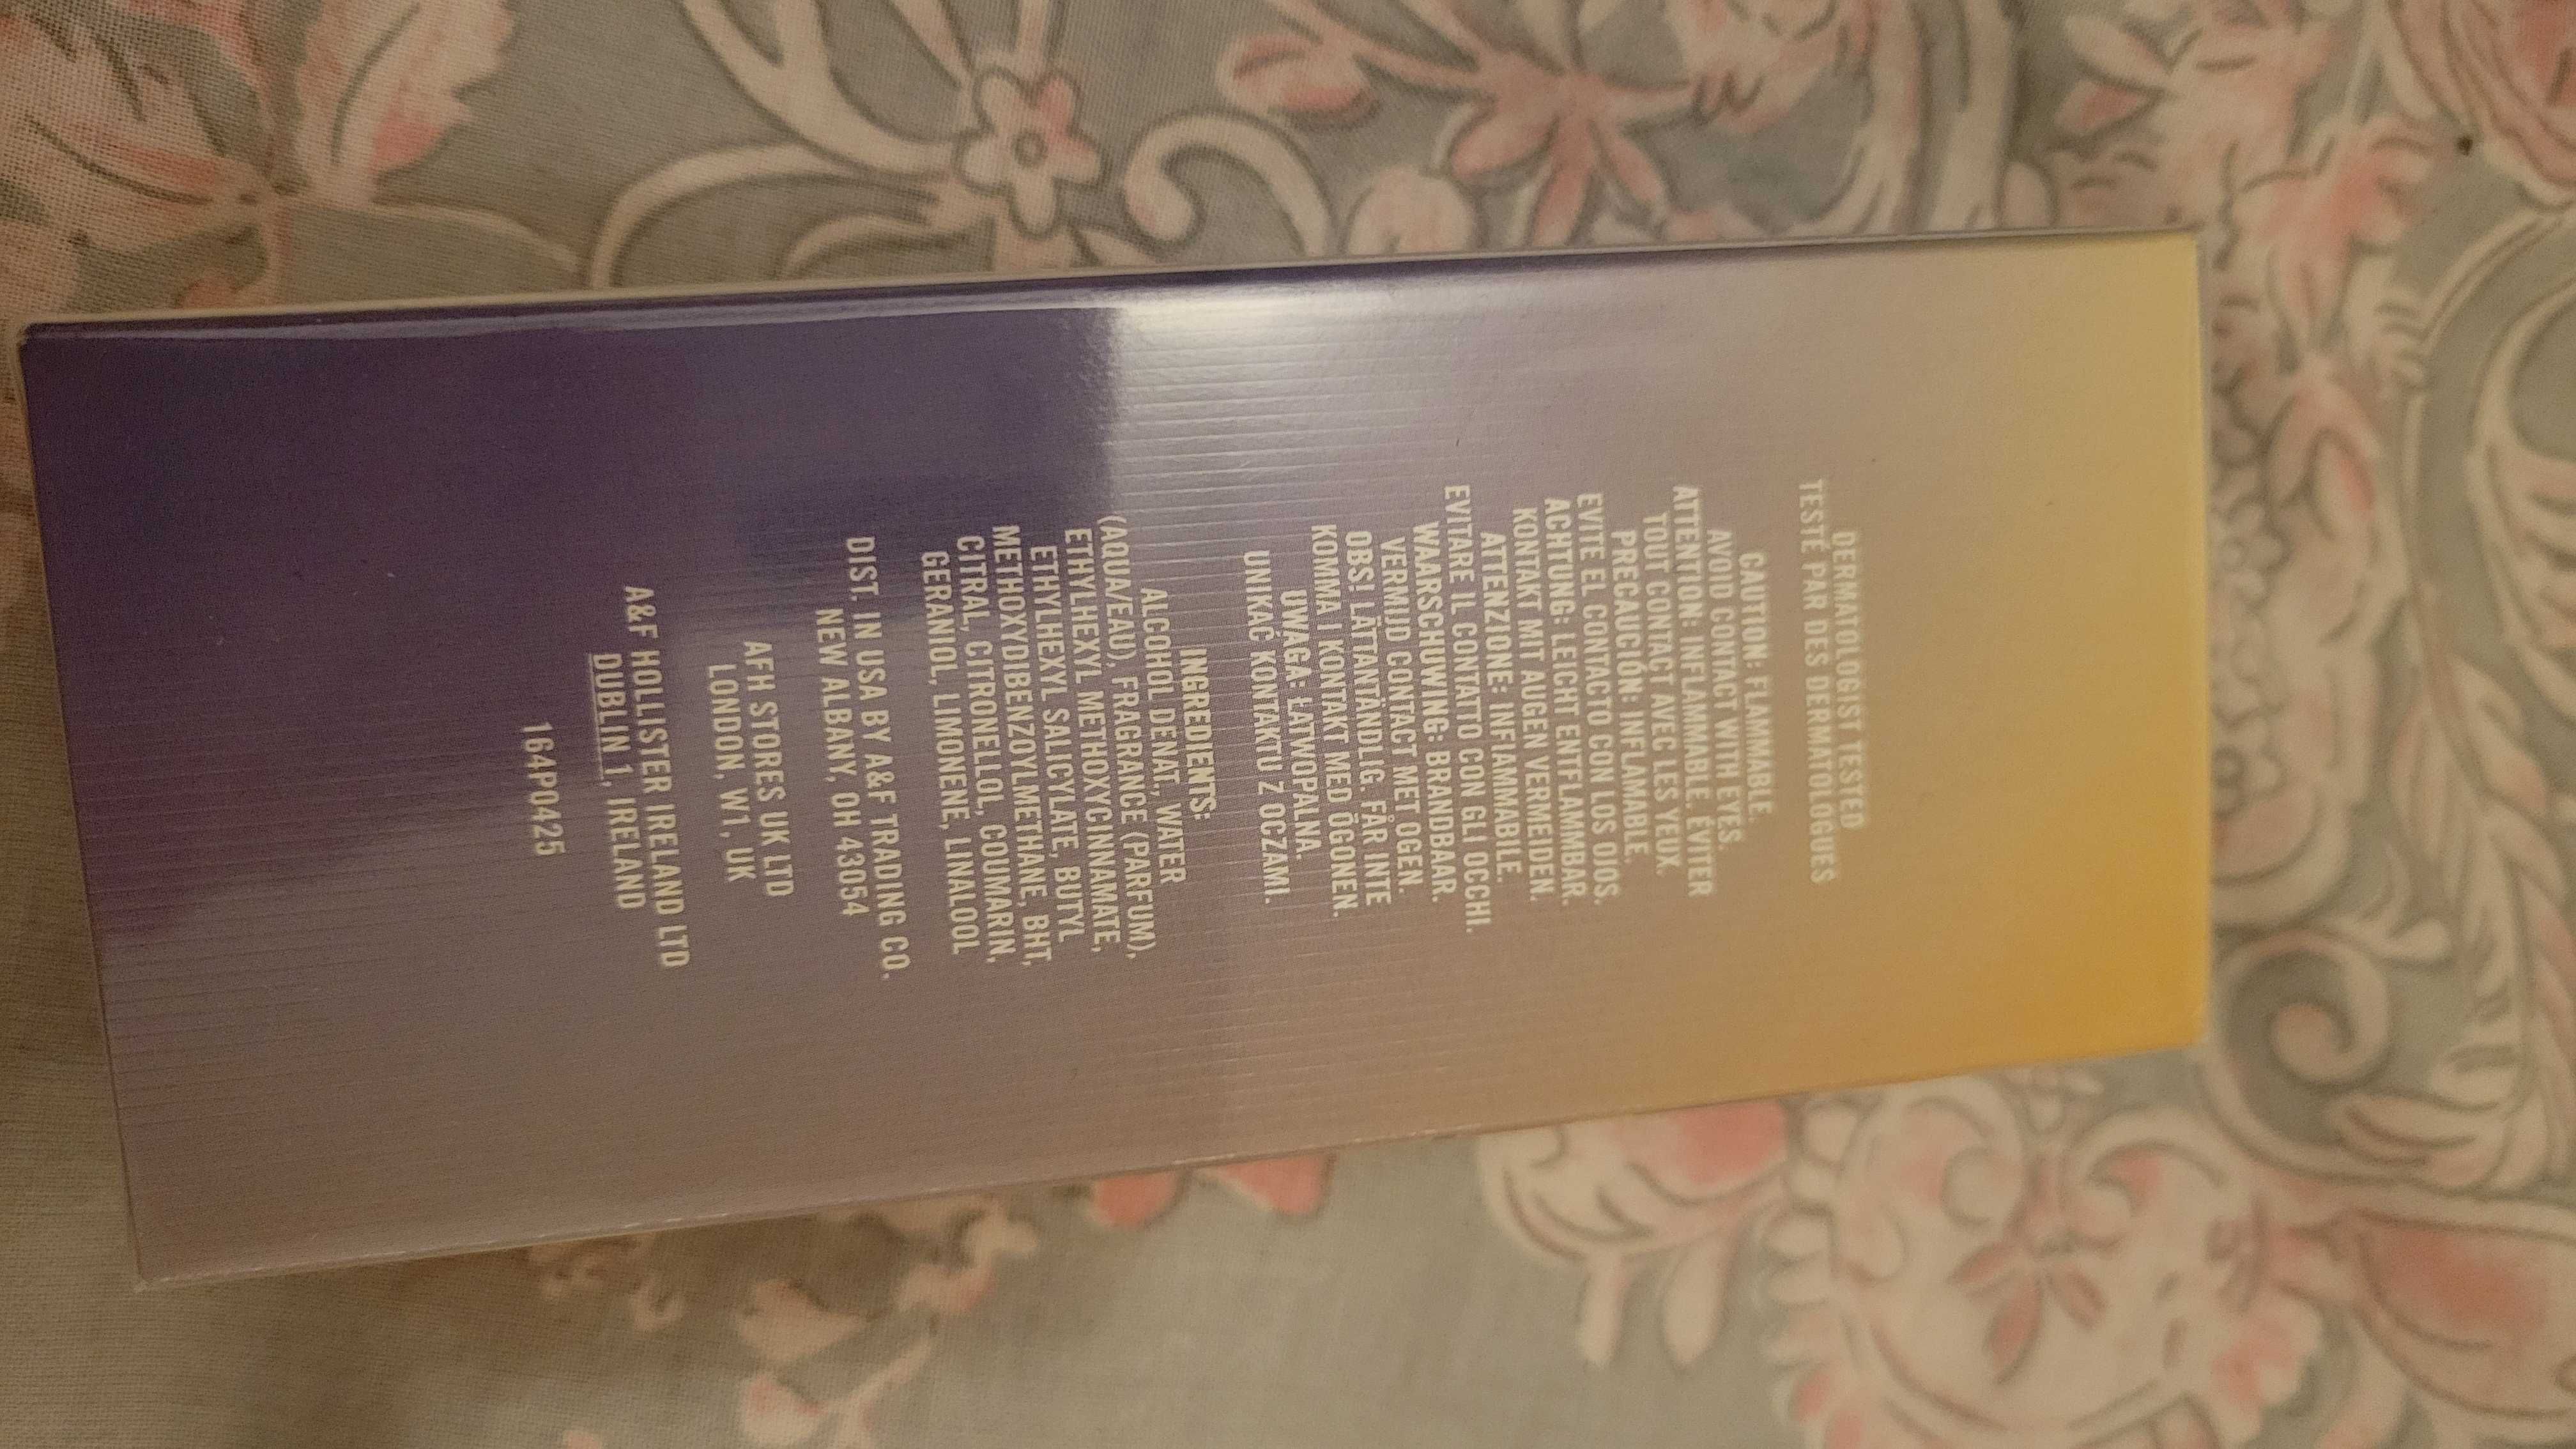 DERMATOLOGIST TESTED
TESTÉ PAR DES DERMATOLOGUES
CAUTION: FLAMMABLE.
AVOID CONTACT WITH EYES.
ATTENTION: INFLAMMABLE. ÉVITER
TOUT CONTACT AVEC LES YEUX.
PRECAUCIÓN: INFLAMABLE.
EVITE EL CONTACTO CON LOS OJOS.
ACHTUNG: LEICHT ENTFLAMMBAR.
KONTAKT MIT AUGEN VERMEIDEN.
ATTENZIONE: INFIAMMABILE.
EVITARE IL CONTATTO CON GLI OCCHI.
WAARSCHUWING: BRANDBAAR.
VERMIJD CONTACT MET OGEN.
OBS! LÄTTANTÄNDLIG. FÅR INTE
KOMMA I KONTAKT MED ÖGONEN.
UWAGA: ŁATWOPALNA.
UNIKAĆ KONTAKTU Z OCZAMI.
INGREDIENTS:
ALCOHOL DENAT., WATER
(AQUA/EAU), FRAGRANCE (PARFUM),
ETHYLHEXYL METHOXYCINNAMATE,
ETHYLHEXYL SALICYLATE, BUTYL
METHOXYDIBENZOYLMETHANE, BHT,
CITRAL, CITRONELLOL, COUMARIN,
GERANIOL, LIMONENE, LINALOOL
DIST. IN USA BY A&F TRADING CO.
NEW ALBANY, OH 43054
AFH STORES UK LTD
LONDON, W1, UK
A&F HOLLISTER IRELAND LTD
DUBLIN 1, IRELAND
164P0425